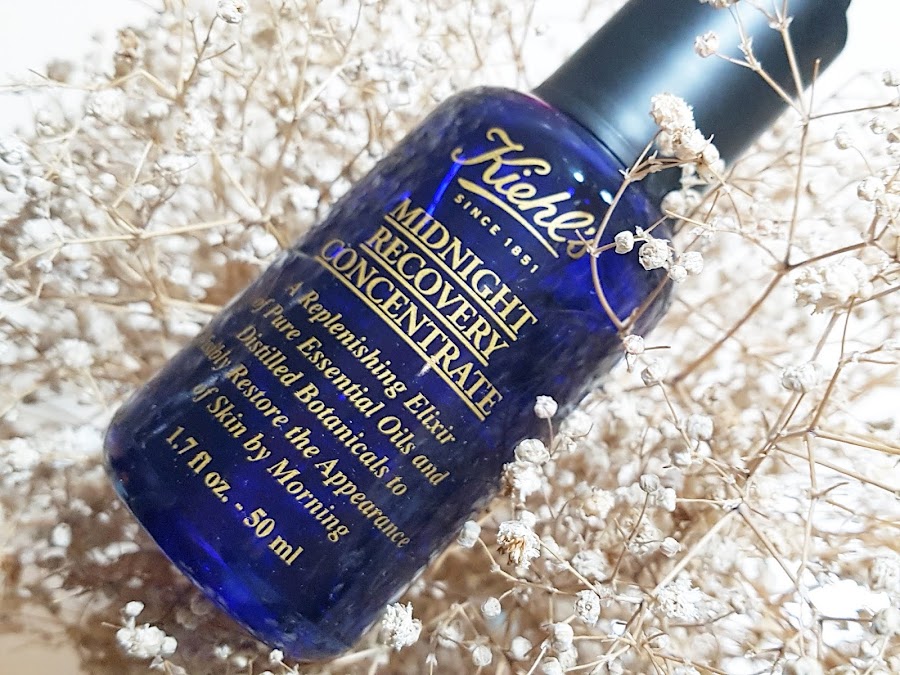 Kiehl's
SINCE 1851
MIDNIGHT
RECOVERY
CONCENTRATE
A Replenishing Elixir
of Pure Essential Oils and
Distilled Botanicals to
Visibly Restore the Appearance
of Skin by Morning
1.7 fl oz. - 50 ml